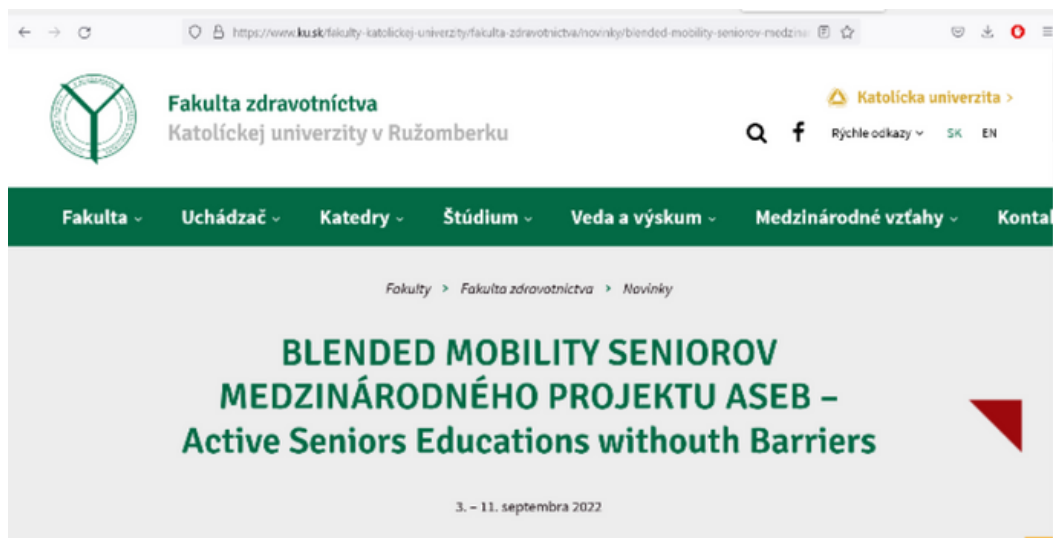 https://www.ku.sk/fakulty-katolickej-univerzity/fakulta-zdravotnictva/novinky/blended-mobility-seniorov-medzina
Fakulta zdravotníctva
Katolíckej univerzity v Ružomberku
Katolícka univerzita >
Rýchle odkazy SK EN
Fakulta Uchádzač Katedry Štúdium Veda a výskum Medzinárodné vzťahy Kontak
Fakulty > Fakulta zdravotníctva > Novinky
BLENDED MOBILITY SENIOROV
MEDZINÁRODNÉHO PROJEKTU ASEB –
Active Seniors Educations withouth Barriers
3. – 11. septembra 2022